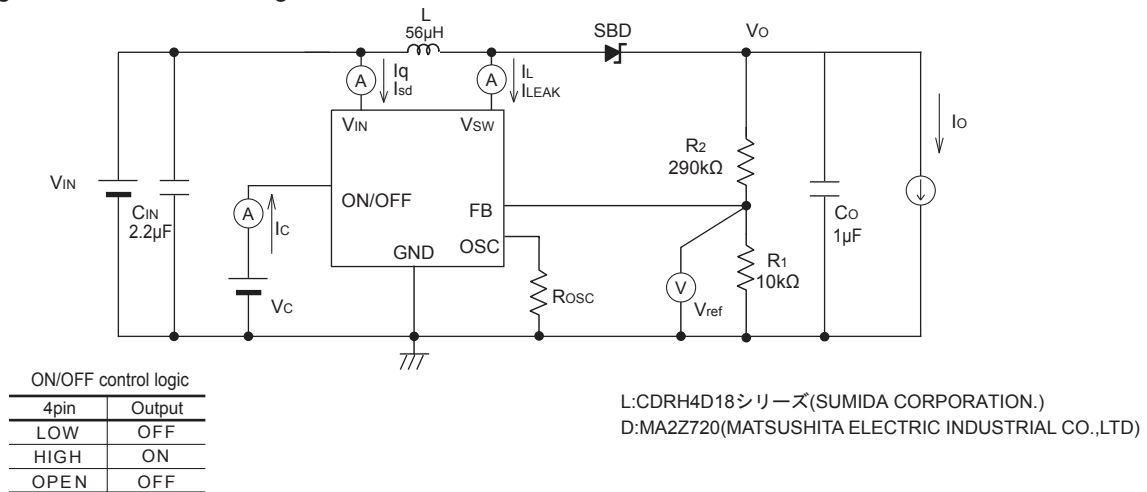 L
56µH
SBD
VO
A
Iq
Isd
A
IL
ILEAK
VIN
VSW
IO
R2
290kΩ
VIN
CIN
2.2µF
A
IC
ON/OFF
FB
OSC
GND
CO
1µF
VC
ROSC
V
Vref
R1
10kΩ
ON/OFF control logic
4pin Output
LOW OFF
HIGH ON
OPEN OFF
L:CDRH4D18シリーズ(SUMIDA CORPORATION.)
D:MA2Z720(MATSUSHITA ELECTRIC INDUSTRIAL CO.,LTD)